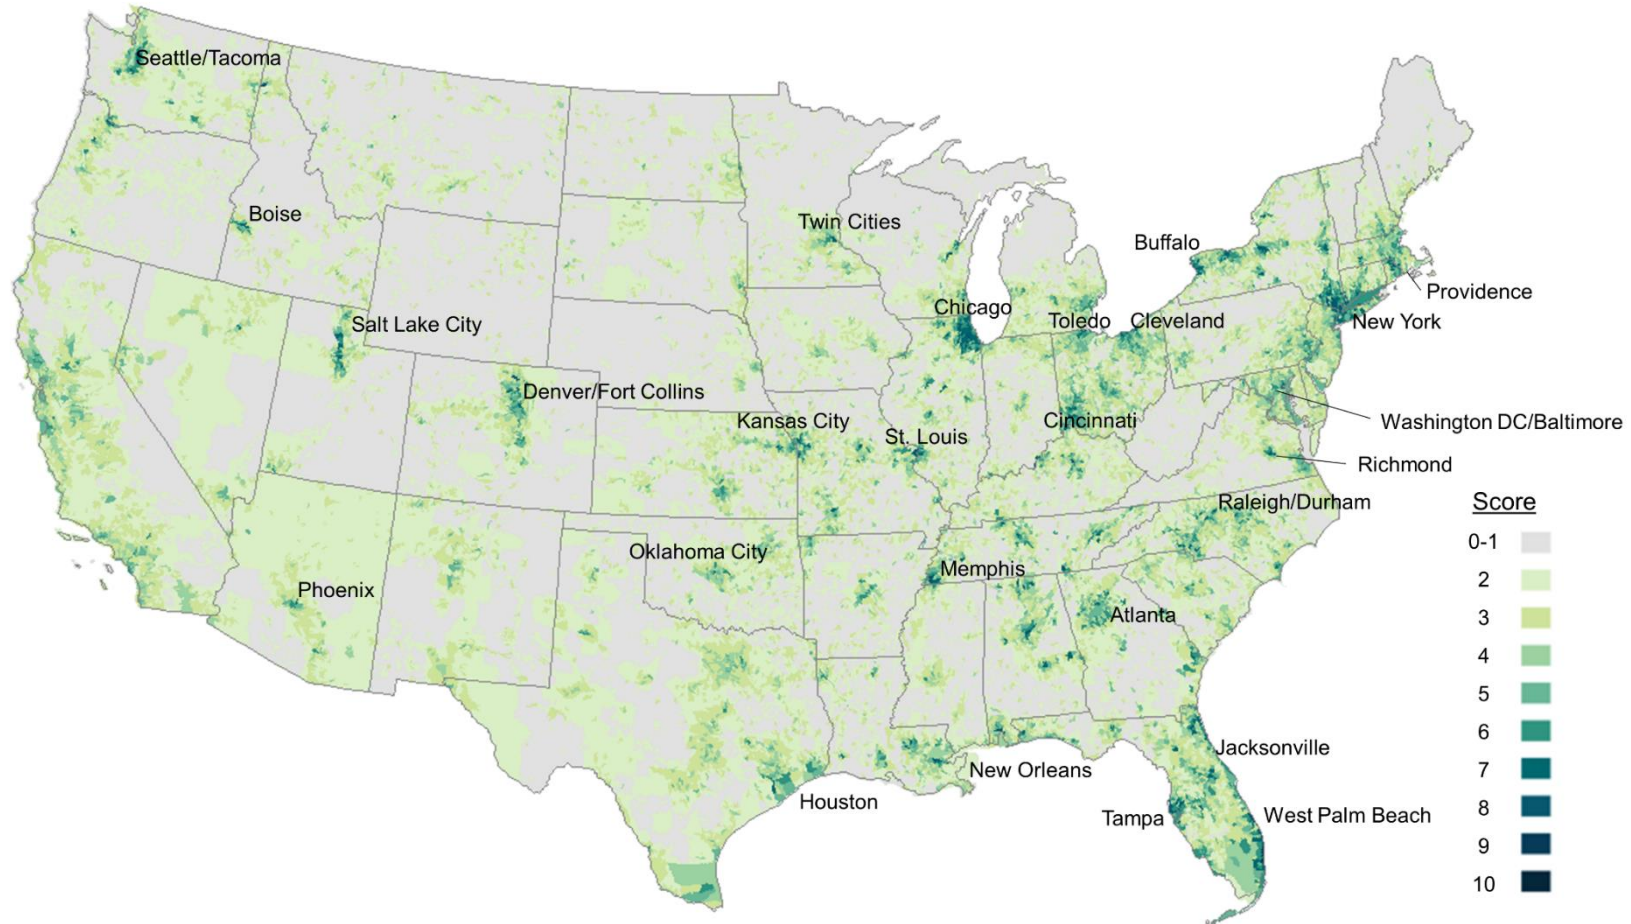 Seattle/Tacoma
Boise
Twin Cities
Buffalo
Providence
Chicago
Toledo
Cleveland
New York
Salt Lake City
Denver/Fort Collins
Kansas City
St. Louis
Cincinnati
Washington DC/Baltimore
Richmond
Raleigh/Durham
Oklahoma City
Memphis
Phoenix
Atlanta
Jacksonville
New Orleans
Houston
Tampa
West Palm Beach
Score
0-1
2
3
4
5
6
7
8
9
10